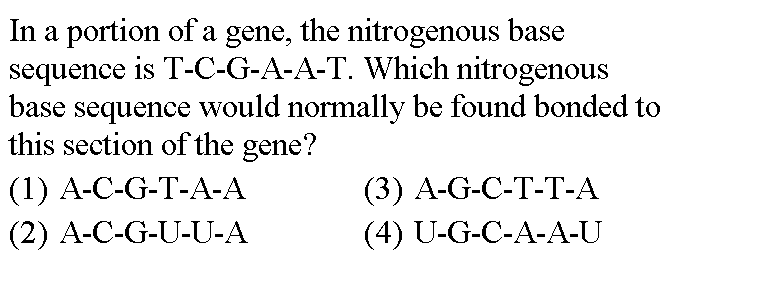 In a portion of a gene, the nitrogenous base
sequence is T-C-G-A-A-T. Which nitrogenous
base sequence would normally be found bonded to
this section of the gene?
(1) A-C-G-T-A-A (3) A-G-C-T-T-A
(2) A-C-G-U-U-A (4) U-G-C-A-A-U